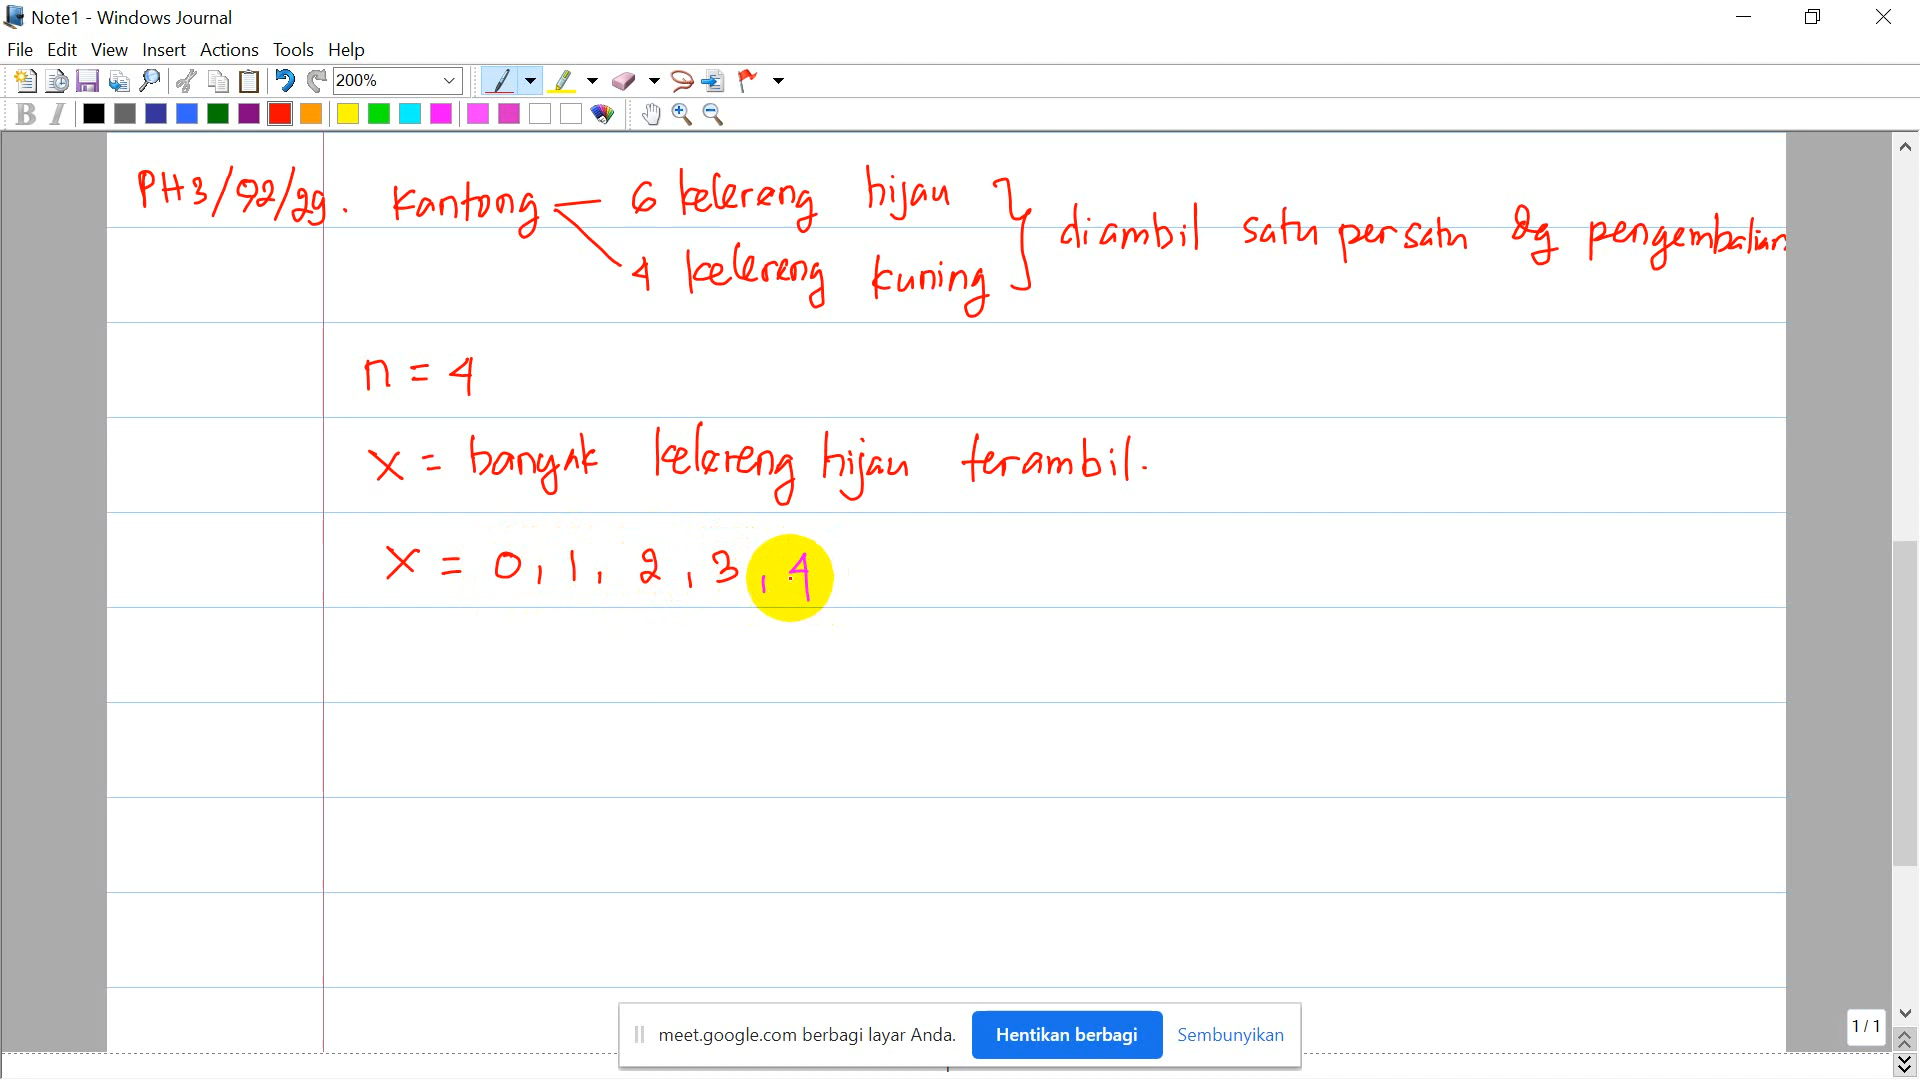 Note1 - Windows Journal
File Edit View Insert Actions Tools Help
200%
B I
PH3/92/29. Kantong 6 kelereng hijau
4 kelereng kuning
diambil satu persatu dg pengembalian
n = 4
x = banyak kelereng hijau terambil.
x = 0, 1, 2, 3, 4
1 / 1
meet.google.com berbagi layar Anda. Hentikan berbagi Sembunyikan